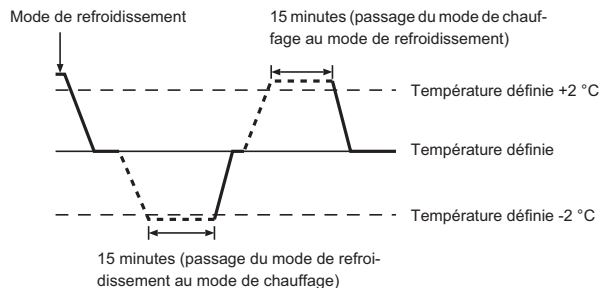 Mode de refroidissement
15 minutes (passage du mode de chauf-
fage au mode de refroidissement)
Température définie +2 °C
Température définie
Température définie -2 °C
15 minutes (passage du mode de refroi-
dissement au mode de chauffage)